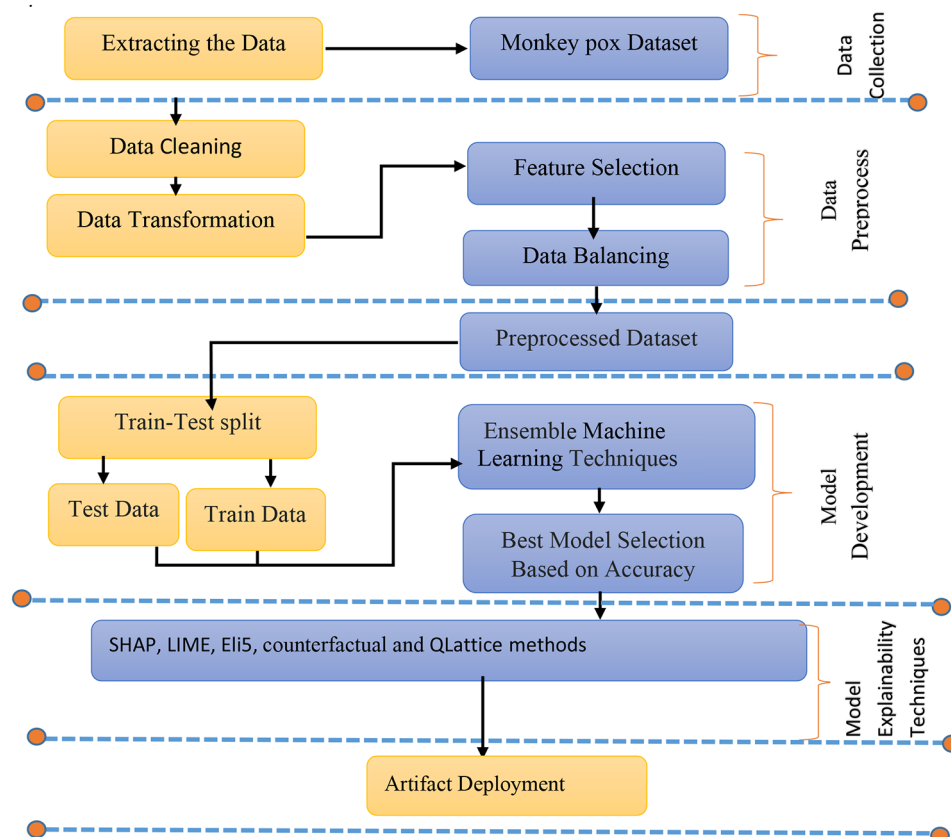 Extracting the Data
Monkey pox Dataset
Data
Collection
Data Cleaning
Data Transformation
Feature Selection
Data Balancing
Data
Preprocess
Preprocessed Dataset
Train-Test split
Test Data
Train Data
Ensemble Machine
Learning Techniques
Best Model Selection
Based on Accuracy
Model
Development
SHAP, LIME, Eli5, counterfactual and QLattice methods
Model
Explainability
Techniques
Artifact Deployment